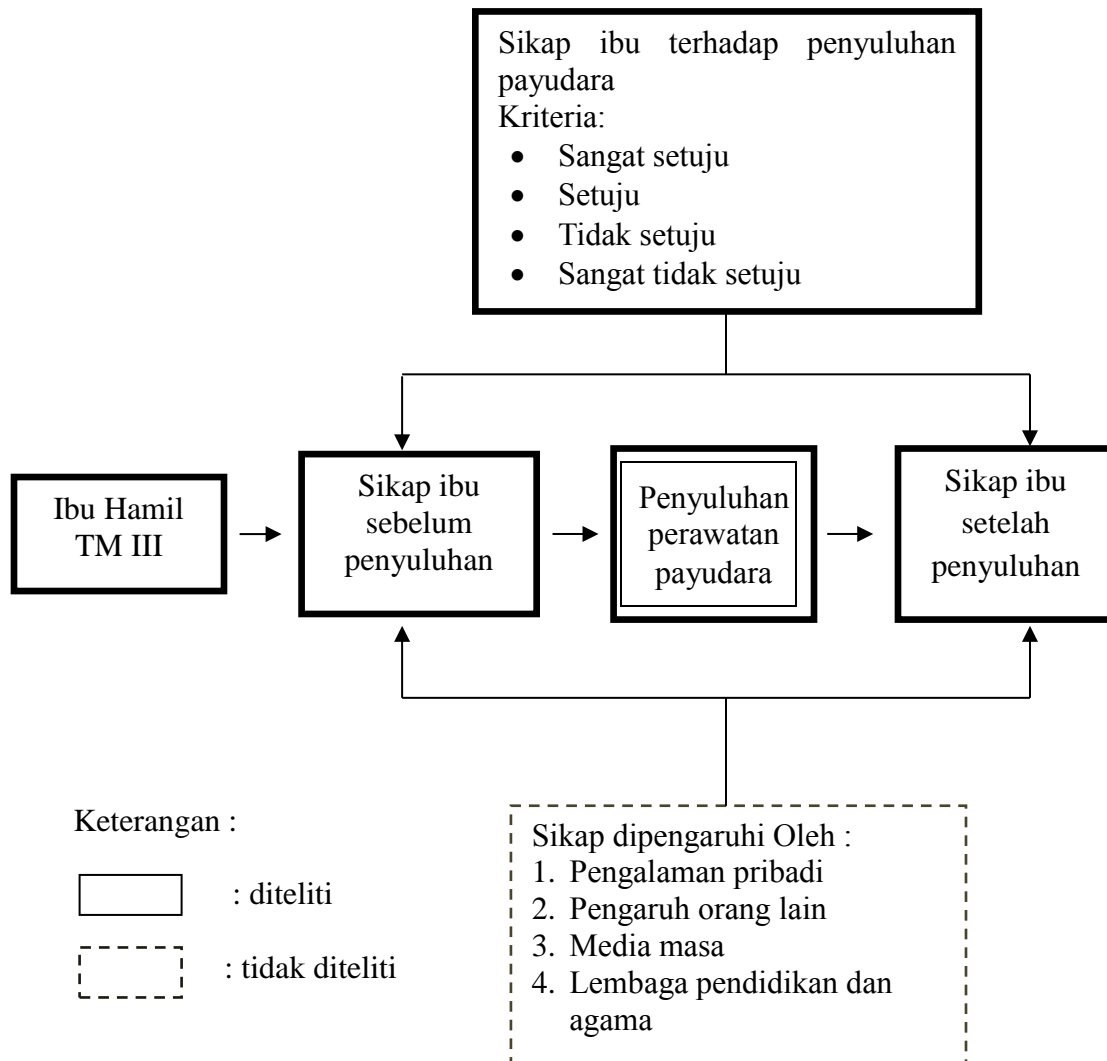 Sikap ibu terhadap penyuluhan
payudara
Kriteria:
• Sangat setuju
• Setuju
• Tidak setuju
• Sangat tidak setuju
Ibu Hamil
TM III
Sikap ibu
sebelum
penyuluhan
Penyuluhan
perawatan
payudara
Sikap ibu
setelah
penyuluhan
Keterangan :
: diteliti
: tidak diteliti
Sikap dipengaruhi Oleh :
1. Pengalaman pribadi
2. Pengaruh orang lain
3. Media masa
4. Lembaga pendidikan dan
agama